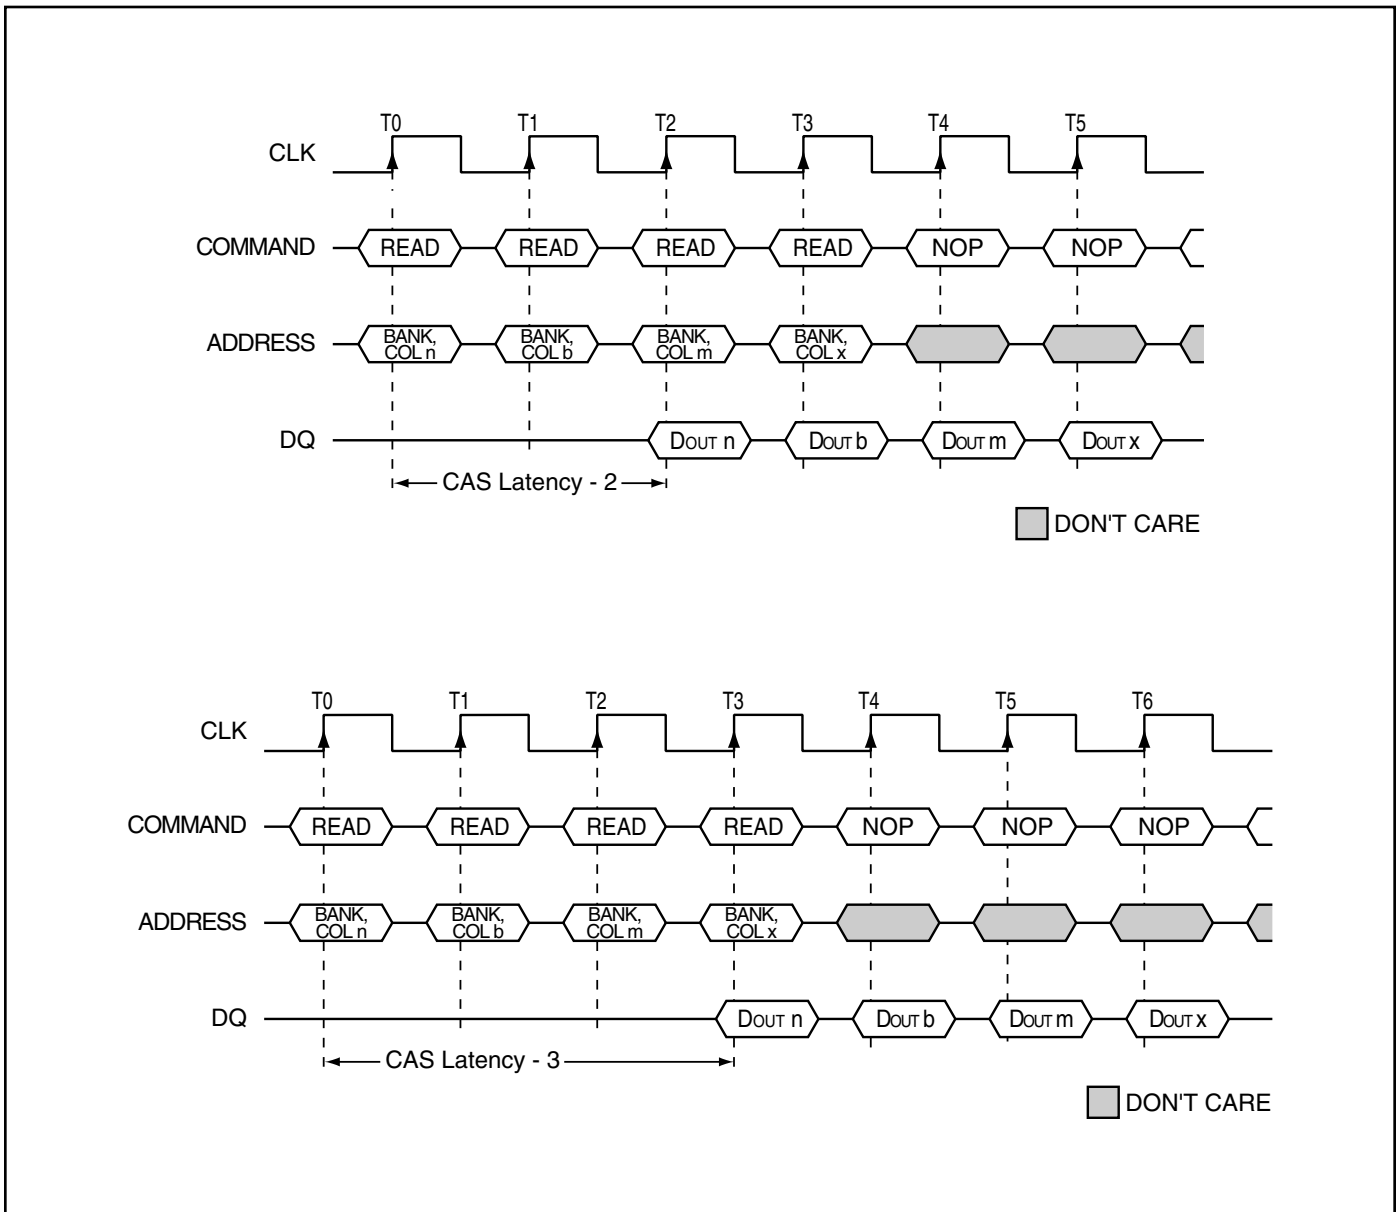 T0 T1 T2 T3 T4 T5
CLK
COMMAND READ READ READ READ NOP NOP
ADDRESS BANK, COL n BANK, COL b BANK, COL m BANK, COL x
DQ DOUT n DOUT b DOUT m DOUT x
CAS Latency - 2
DON'T CARE
T0 T1 T2 T3 T4 T5 T6
CLK
COMMAND READ READ READ READ NOP NOP NOP
ADDRESS BANK, COL n BANK, COL b BANK, COL m BANK, COL x
DQ DOUT n DOUT b DOUT m DOUT x
CAS Latency - 3
DON'T CARE